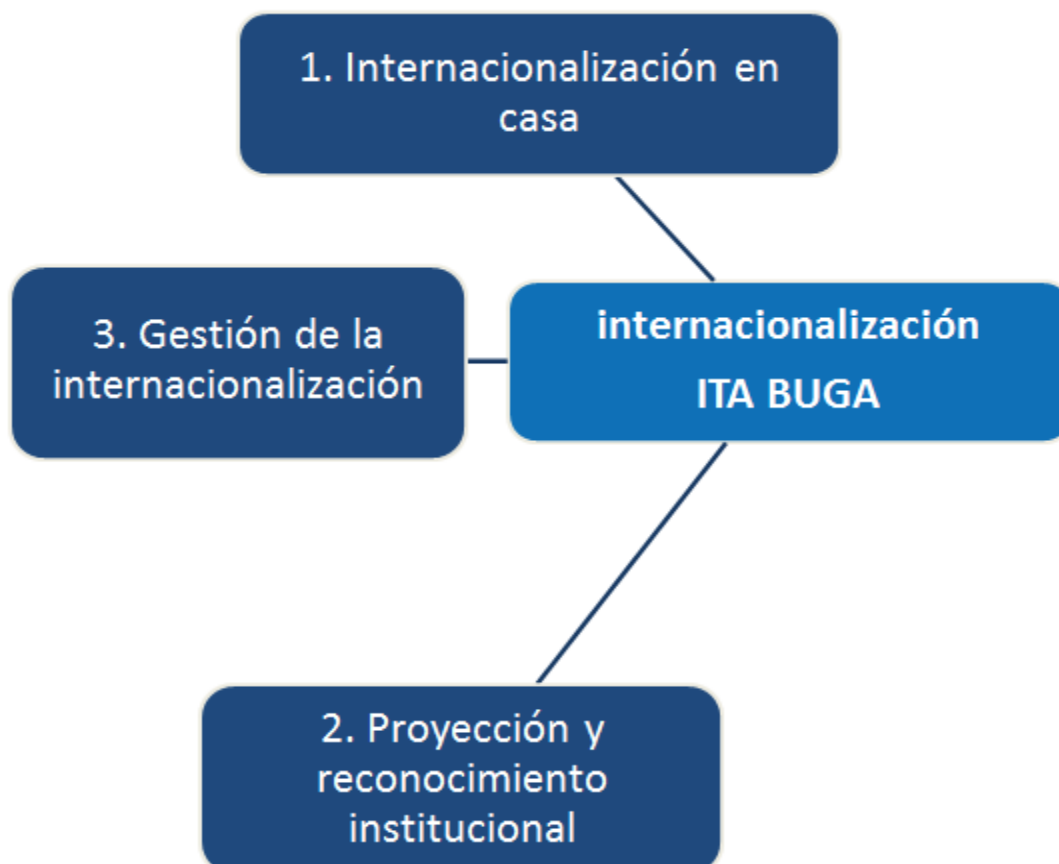 1. Internacionalización en
casa
3. Gestión de la
internacionalización
internacionalización
ITA BUGA
2. Proyección y
reconocimiento
institucional